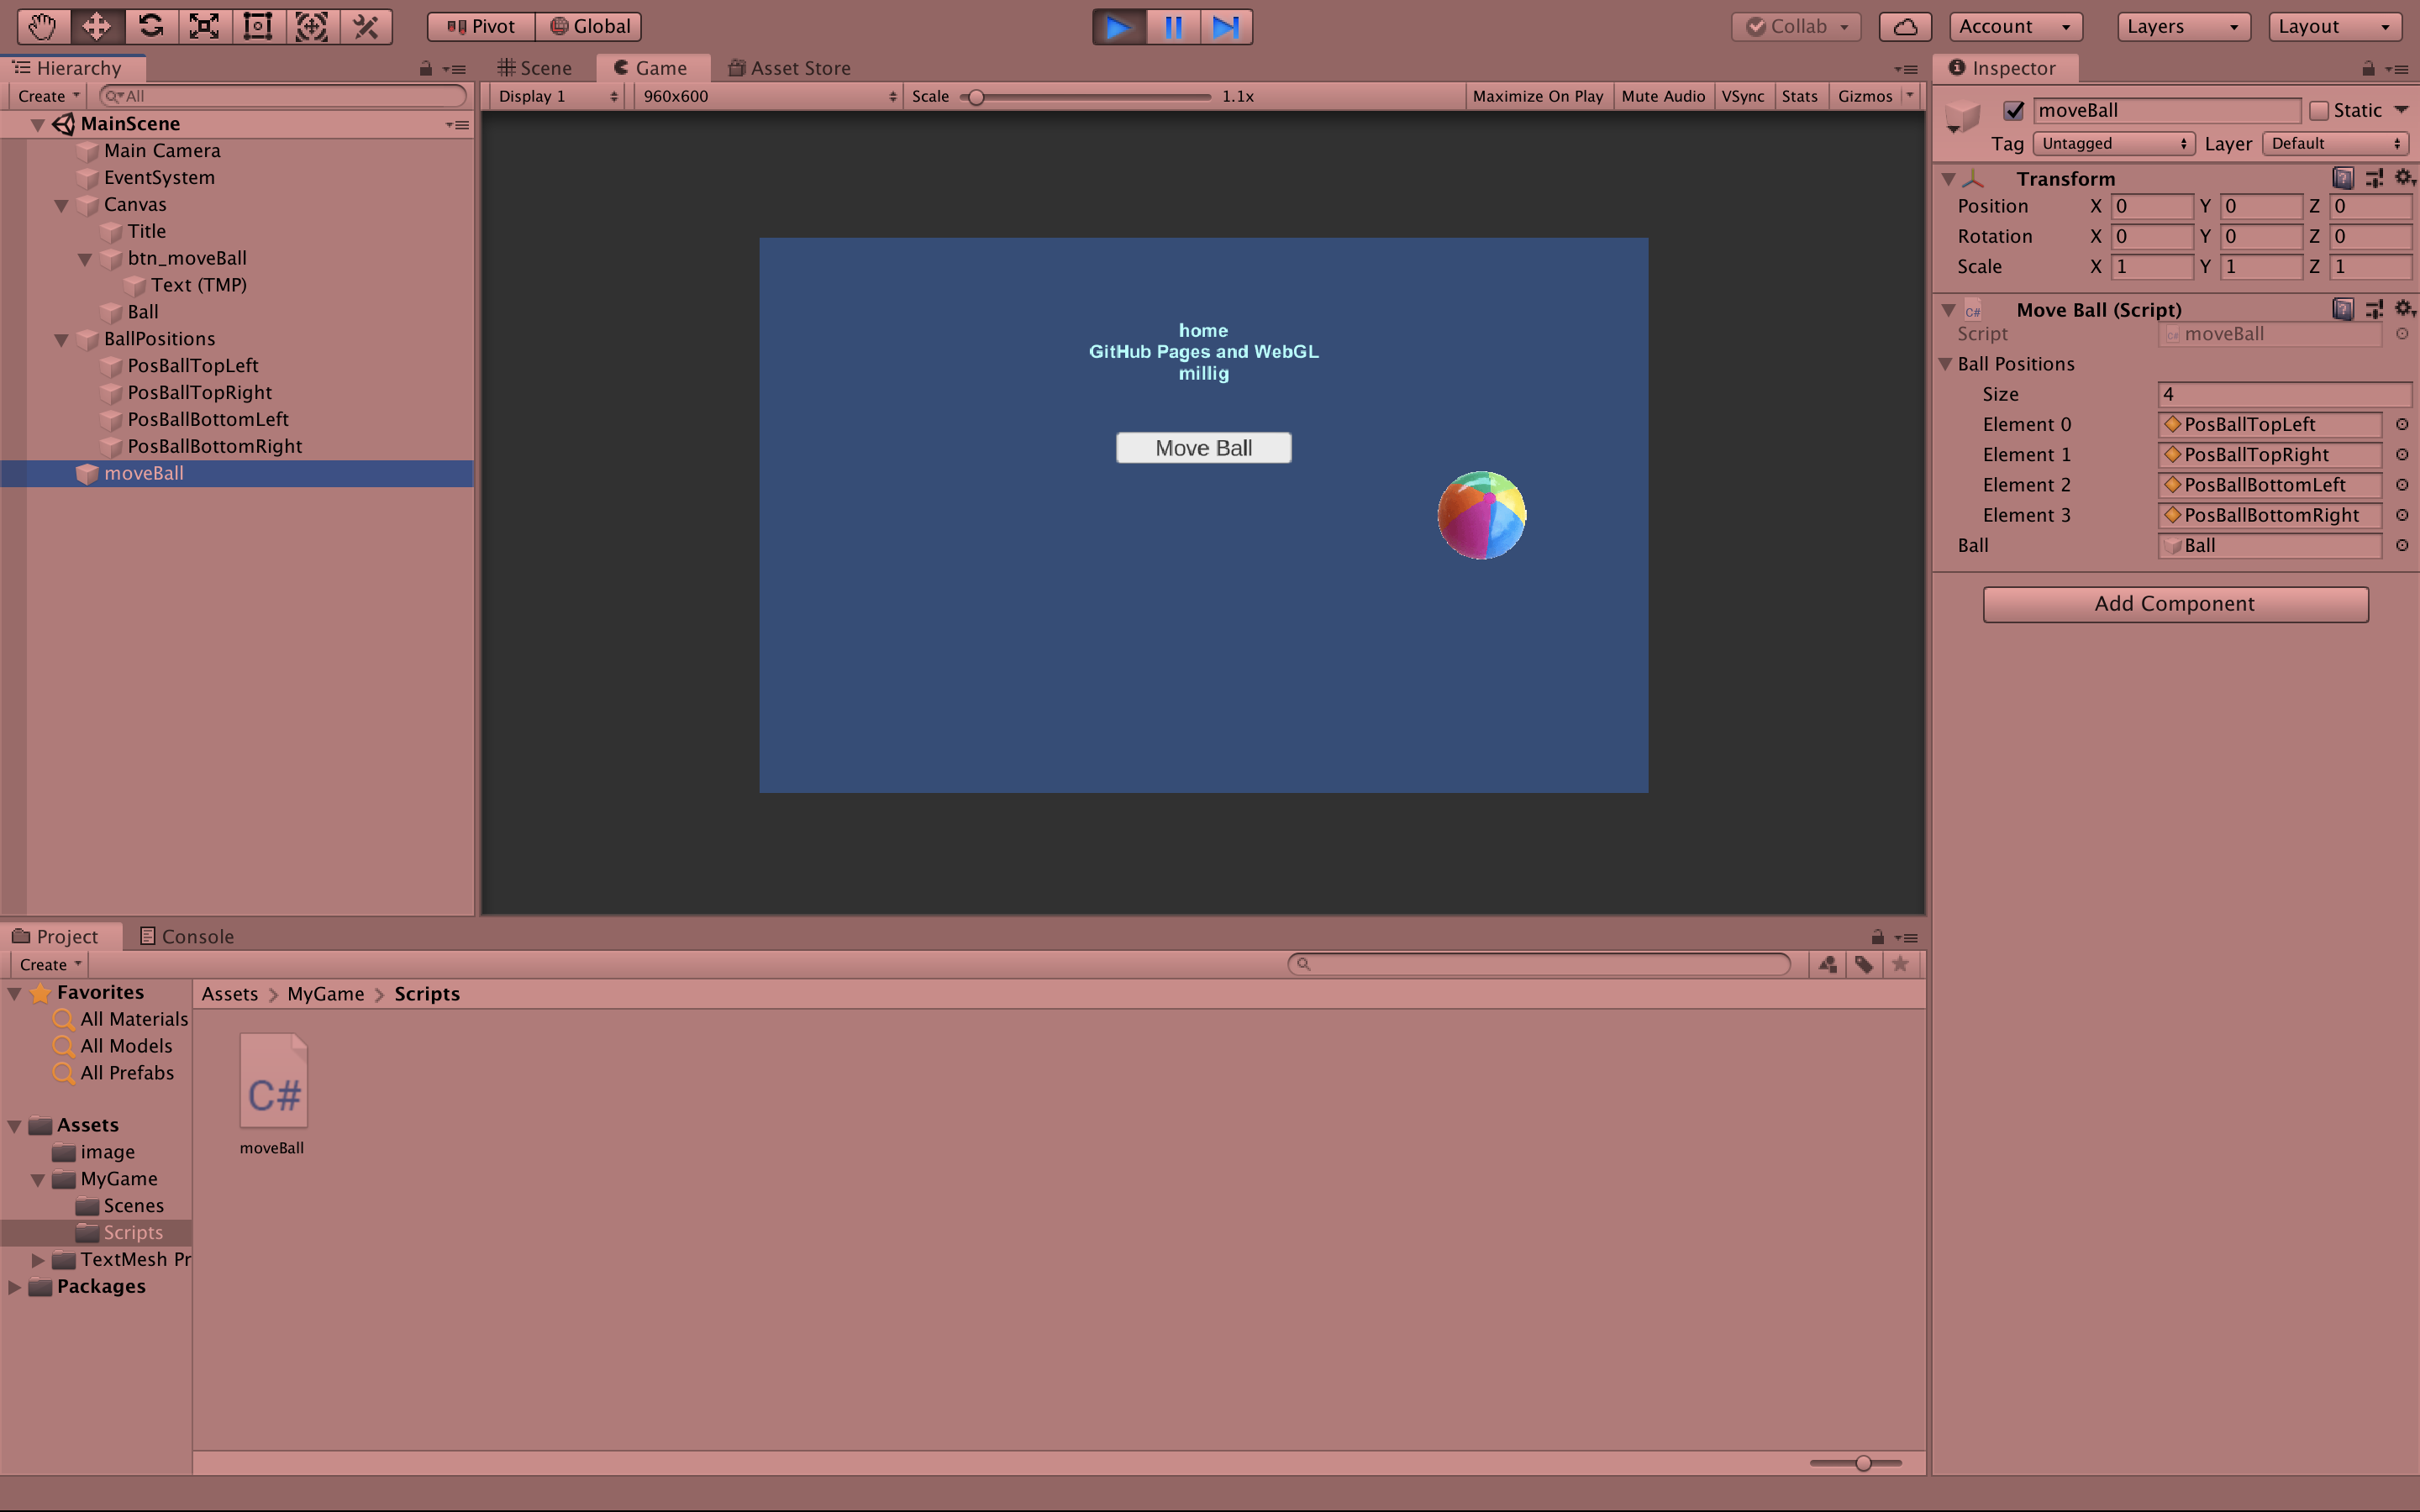 Pivot Global Collab Account Layers Layout
Hierarchy
Create All
MainScene
Main Camera
EventSystem
Canvas
Title
btn_moveBall
Text (TMP)
Ball
BallPositions
PosBallTopLeft
PosBallTopRight
PosBallBottomLeft
PosBallBottomRight
moveBall
Scene Game Asset Store
Display 1 960x600 Scale 1.1x Maximize On Play Mute Audio VSync Stats Gizmos
home
GitHub Pages and WebGL
millig
Move Ball
Inspector
moveBall Static
Tag Untagged Layer Default
Transform
Position X 0 Y 0 Z 0
Rotation X 0 Y 0 Z 0
Scale X 1 Y 1 Z 1
C# Move Ball (Script)
Script C# moveBall
Ball Positions
Size 4
Element 0 PosBallTopLeft
Element 1 PosBallTopRight
Element 2 PosBallBottomLeft
Element 3 PosBallBottomRight
Ball Ball
Add Component
Project Console
Create
Favorites
All Materials
All Models
All Prefabs
Assets
image
MyGame
Scenes
Scripts
TextMesh Pr
Packages
Assets > MyGame > Scripts
C#
moveBall